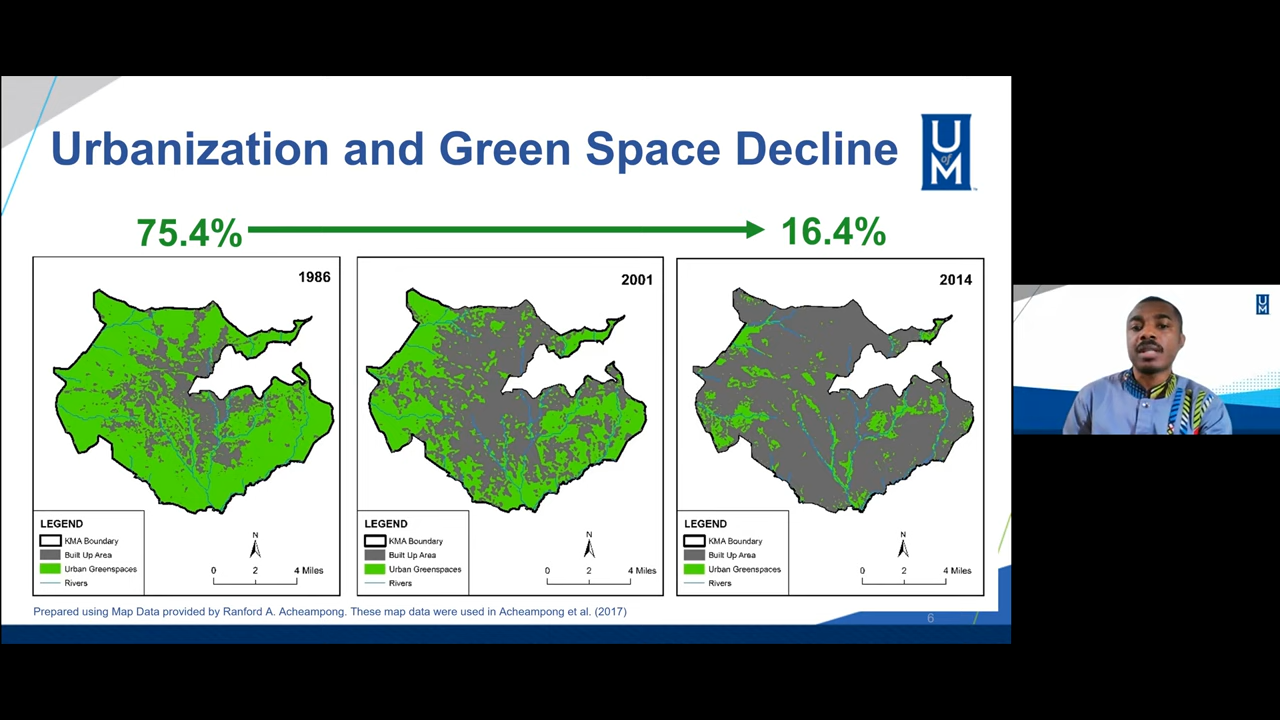 Urbanization and Green Space Decline
U
of
M
75.4%
16.4%
1986
LEGEND
KMA Boundary
Built Up Area
Urban Greenspaces
Rivers
N
0 2 4 Miles
2001
LEGEND
KMA Boundary
Built Up Area
Urban Greenspaces
Rivers
N
0 2 4 Miles
2014
LEGEND
KMA Boundary
Built Up Area
Urban Greenspaces
Rivers
N
0 2 4 Miles
Prepared using Map Data provided by Ranford A. Acheampong. These map data were used in Acheampong et al. (2017)
6
U
M